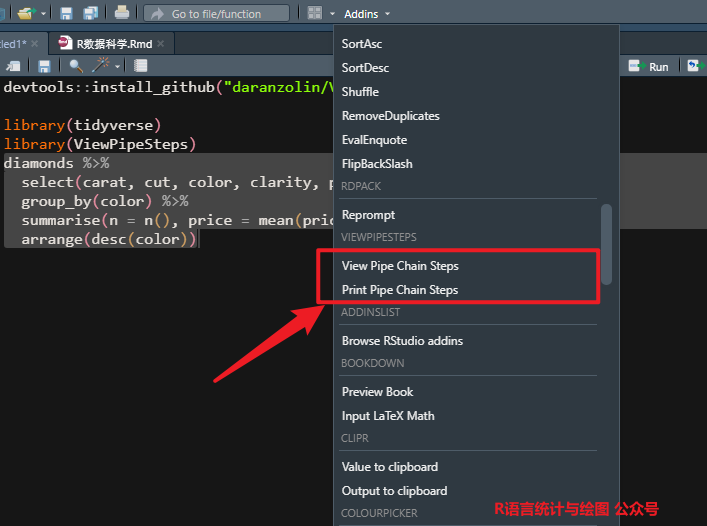 Go to file/function
Addins
tled1*
R数据科学.Rmd
Run
devtools::install_github("daranzolin/V
library(tidyverse)
library(ViewPipeSteps)
diamonds %>%
select(carat, cut, color, clarity, p
group_by(color) %>%
summarise(n = n(), price = mean(pric
arrange(desc(color))
SortAsc
SortDesc
Shuffle
RemoveDuplicates
EvalEnquote
FlipBackSlash
RDPACK
Reprompt
VIEWPIPESTEPS
View Pipe Chain Steps
Print Pipe Chain Steps
ADDINSLIST
Browse RStudio addins
BOOKDOWN
Preview Book
Input LaTeX Math
CLIPR
Value to clipboard
Output to clipboard
COLOURPICKER
R语言统计与绘图 公众号